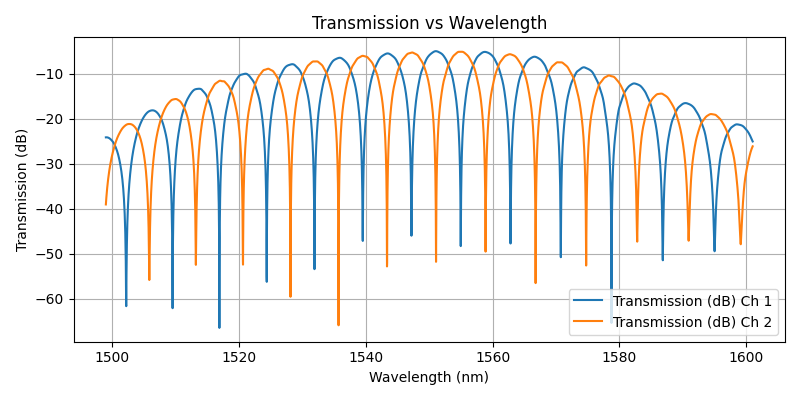 Transmission vs Wavelength
Transmission (dB)
−10
−20
−30
−40
−50
−60
1500
1520
1540
1560
1580
1600
Wavelength (nm)
Transmission (dB) Ch 1
Transmission (dB) Ch 2